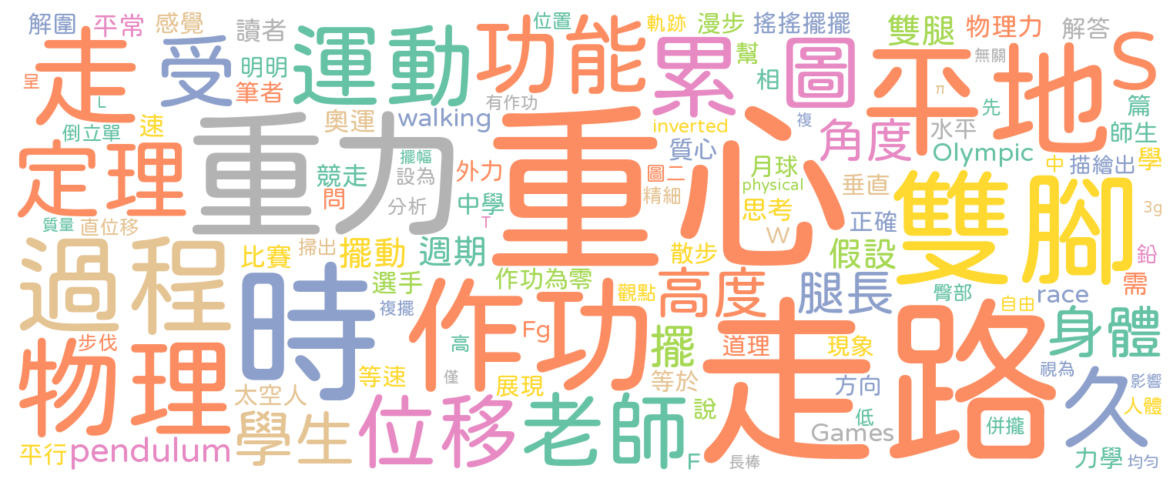 解圍 平常 感覺 讀者 位置 軌跡 漫步 搖搖擺擺 雙腿 物理力 解答
走 受 明明 運動 功能 累 幫 相 圖 平地 無關 S
呈 筆者 有作功 複 π 先 篇
L 倒立單 速 奧運 walking inverted 角度 水平 師生
定理 重力 擺幅 重心 質心 月球 Olympic 中 描繪出 學
競走 設為 外力 圖二 physical
問 分析 中學 精細 思考 垂直 雙腳 3g
質量 直位移 T W 正確
過程 比賽 掃出 擺動 週期 散步 假設 鉛
時 選手 作功為零 觀點 高度 腿長 臀部 race 需
複擺 作功 自由
物理 步伐 高 Fg 擺 道理 走路 現象 身體
等速 僅 展現 等於 方向 視為 影響
太空人 說 低 久 人體
學生 位移 老師 Games 併攏
平行 pendulum F 長棒 力學 均勻